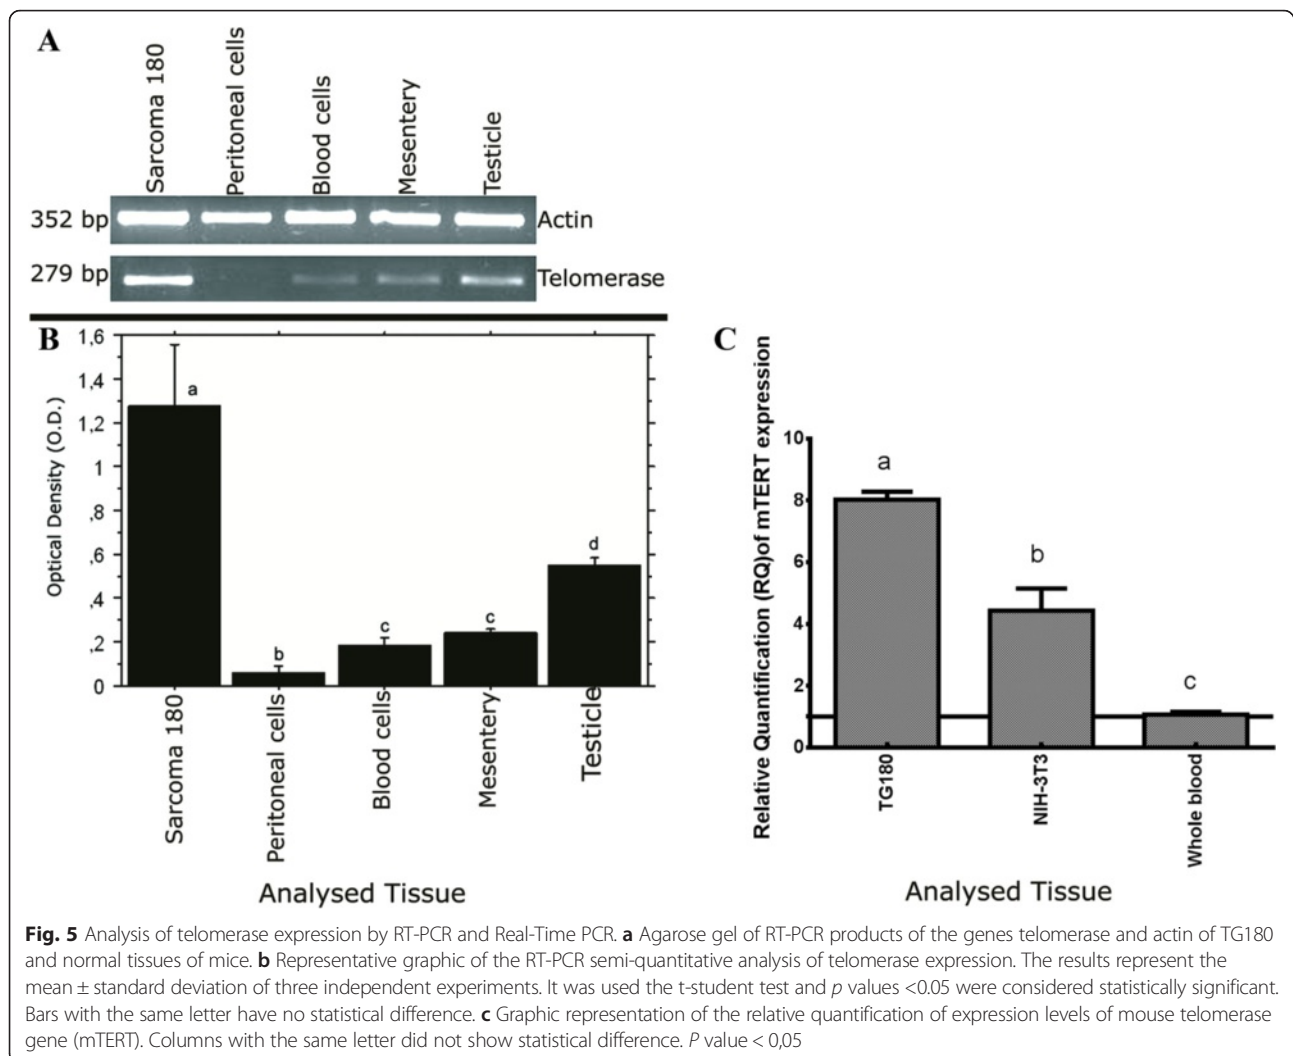 A
Sarcoma 180
Peritoneal cells
Blood cells
Mesentery
Testicle
352 bp
Actin
279 bp
Telomerase
B
Optical Density (O.D.)
1,6
1,4
1,2
1
,8
,6
,4
,2
0
a
b
c
c
d
Sarcoma 180
Peritoneal cells
Blood cells
Mesentery
Testicle
Analysed Tissue
C
Relative Quantification (RQ)of mTERT expression
10
8
6
4
2
0
a
b
c
TG180
NIH-3T3
Whole blood
Analysed Tissue
Fig. 5 Analysis of telomerase expression by RT-PCR and Real-Time PCR. a Agarose gel of RT-PCR products of the genes telomerase and actin of TG180
and normal tissues of mice. b Representative graphic of the RT-PCR semi-quantitative analysis of telomerase expression. The results represent the
mean ± standard deviation of three independent experiments. It was used the t-student test and p values <0.05 were considered statistically significant.
Bars with the same letter have no statistical difference. c Graphic representation of the relative quantification of expression levels of mouse telomerase
gene (mTERT). Columns with the same letter did not show statistical difference. P value < 0,05